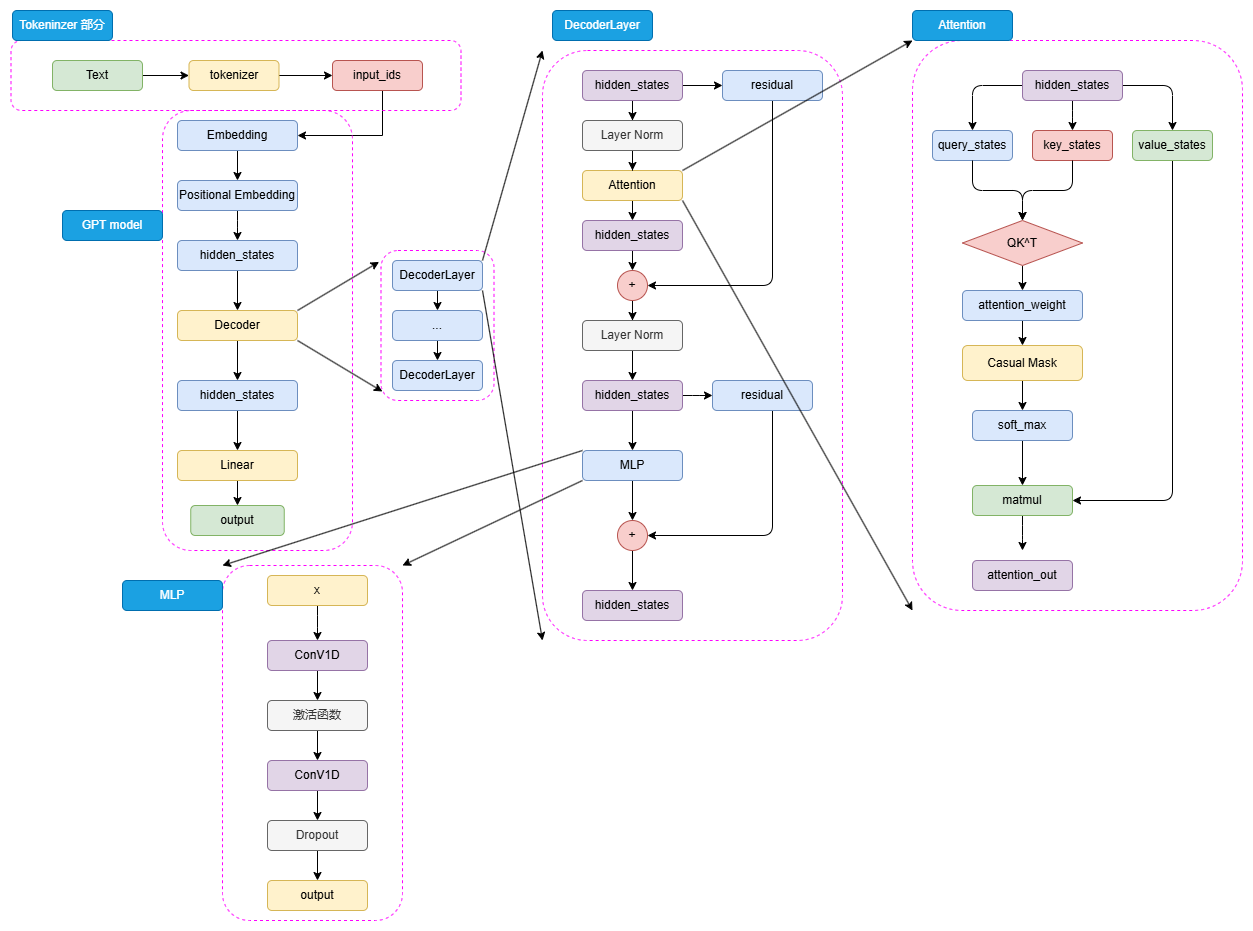 Tokeninzer 部分
Text
tokenizer
input_ids
GPT model
Embedding
Positional Embedding
hidden_states
Decoder
hidden_states
Linear
output
DecoderLayer
...
DecoderLayer
DecoderLayer
hidden_states
residual
Layer Norm
Attention
hidden_states
+
Layer Norm
hidden_states
residual
MLP
+
hidden_states
Attention
hidden_states
query_states
key_states
value_states
QK^T
attention_weight
Casual Mask
soft_max
matmul
attention_out
MLP
x
ConV1D
激活函数
ConV1D
Dropout
output